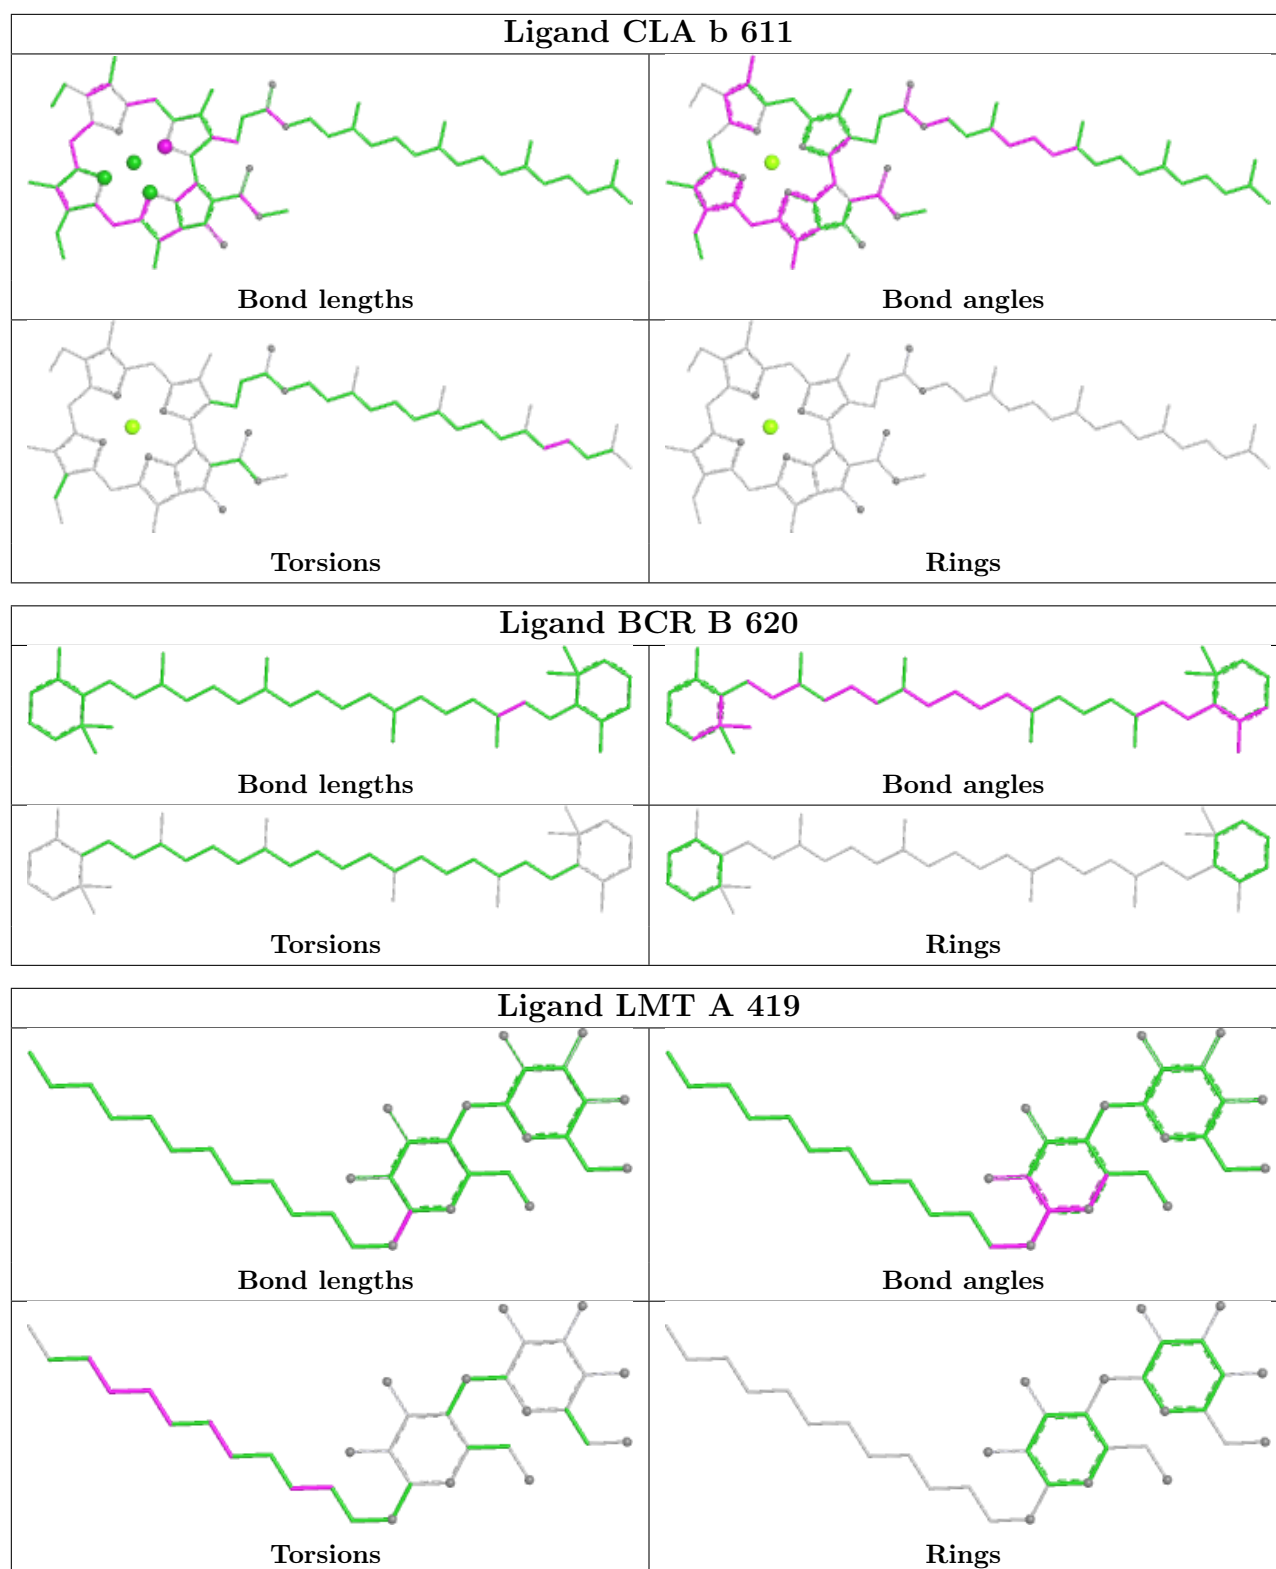 Ligand CLA b 611
Bond lengths
Bond angles
Torsions
Rings
Ligand BCR B 620
Bond lengths
Bond angles
Torsions
Rings
Ligand LMT A 419
Bond lengths
Bond angles
Torsions
Rings